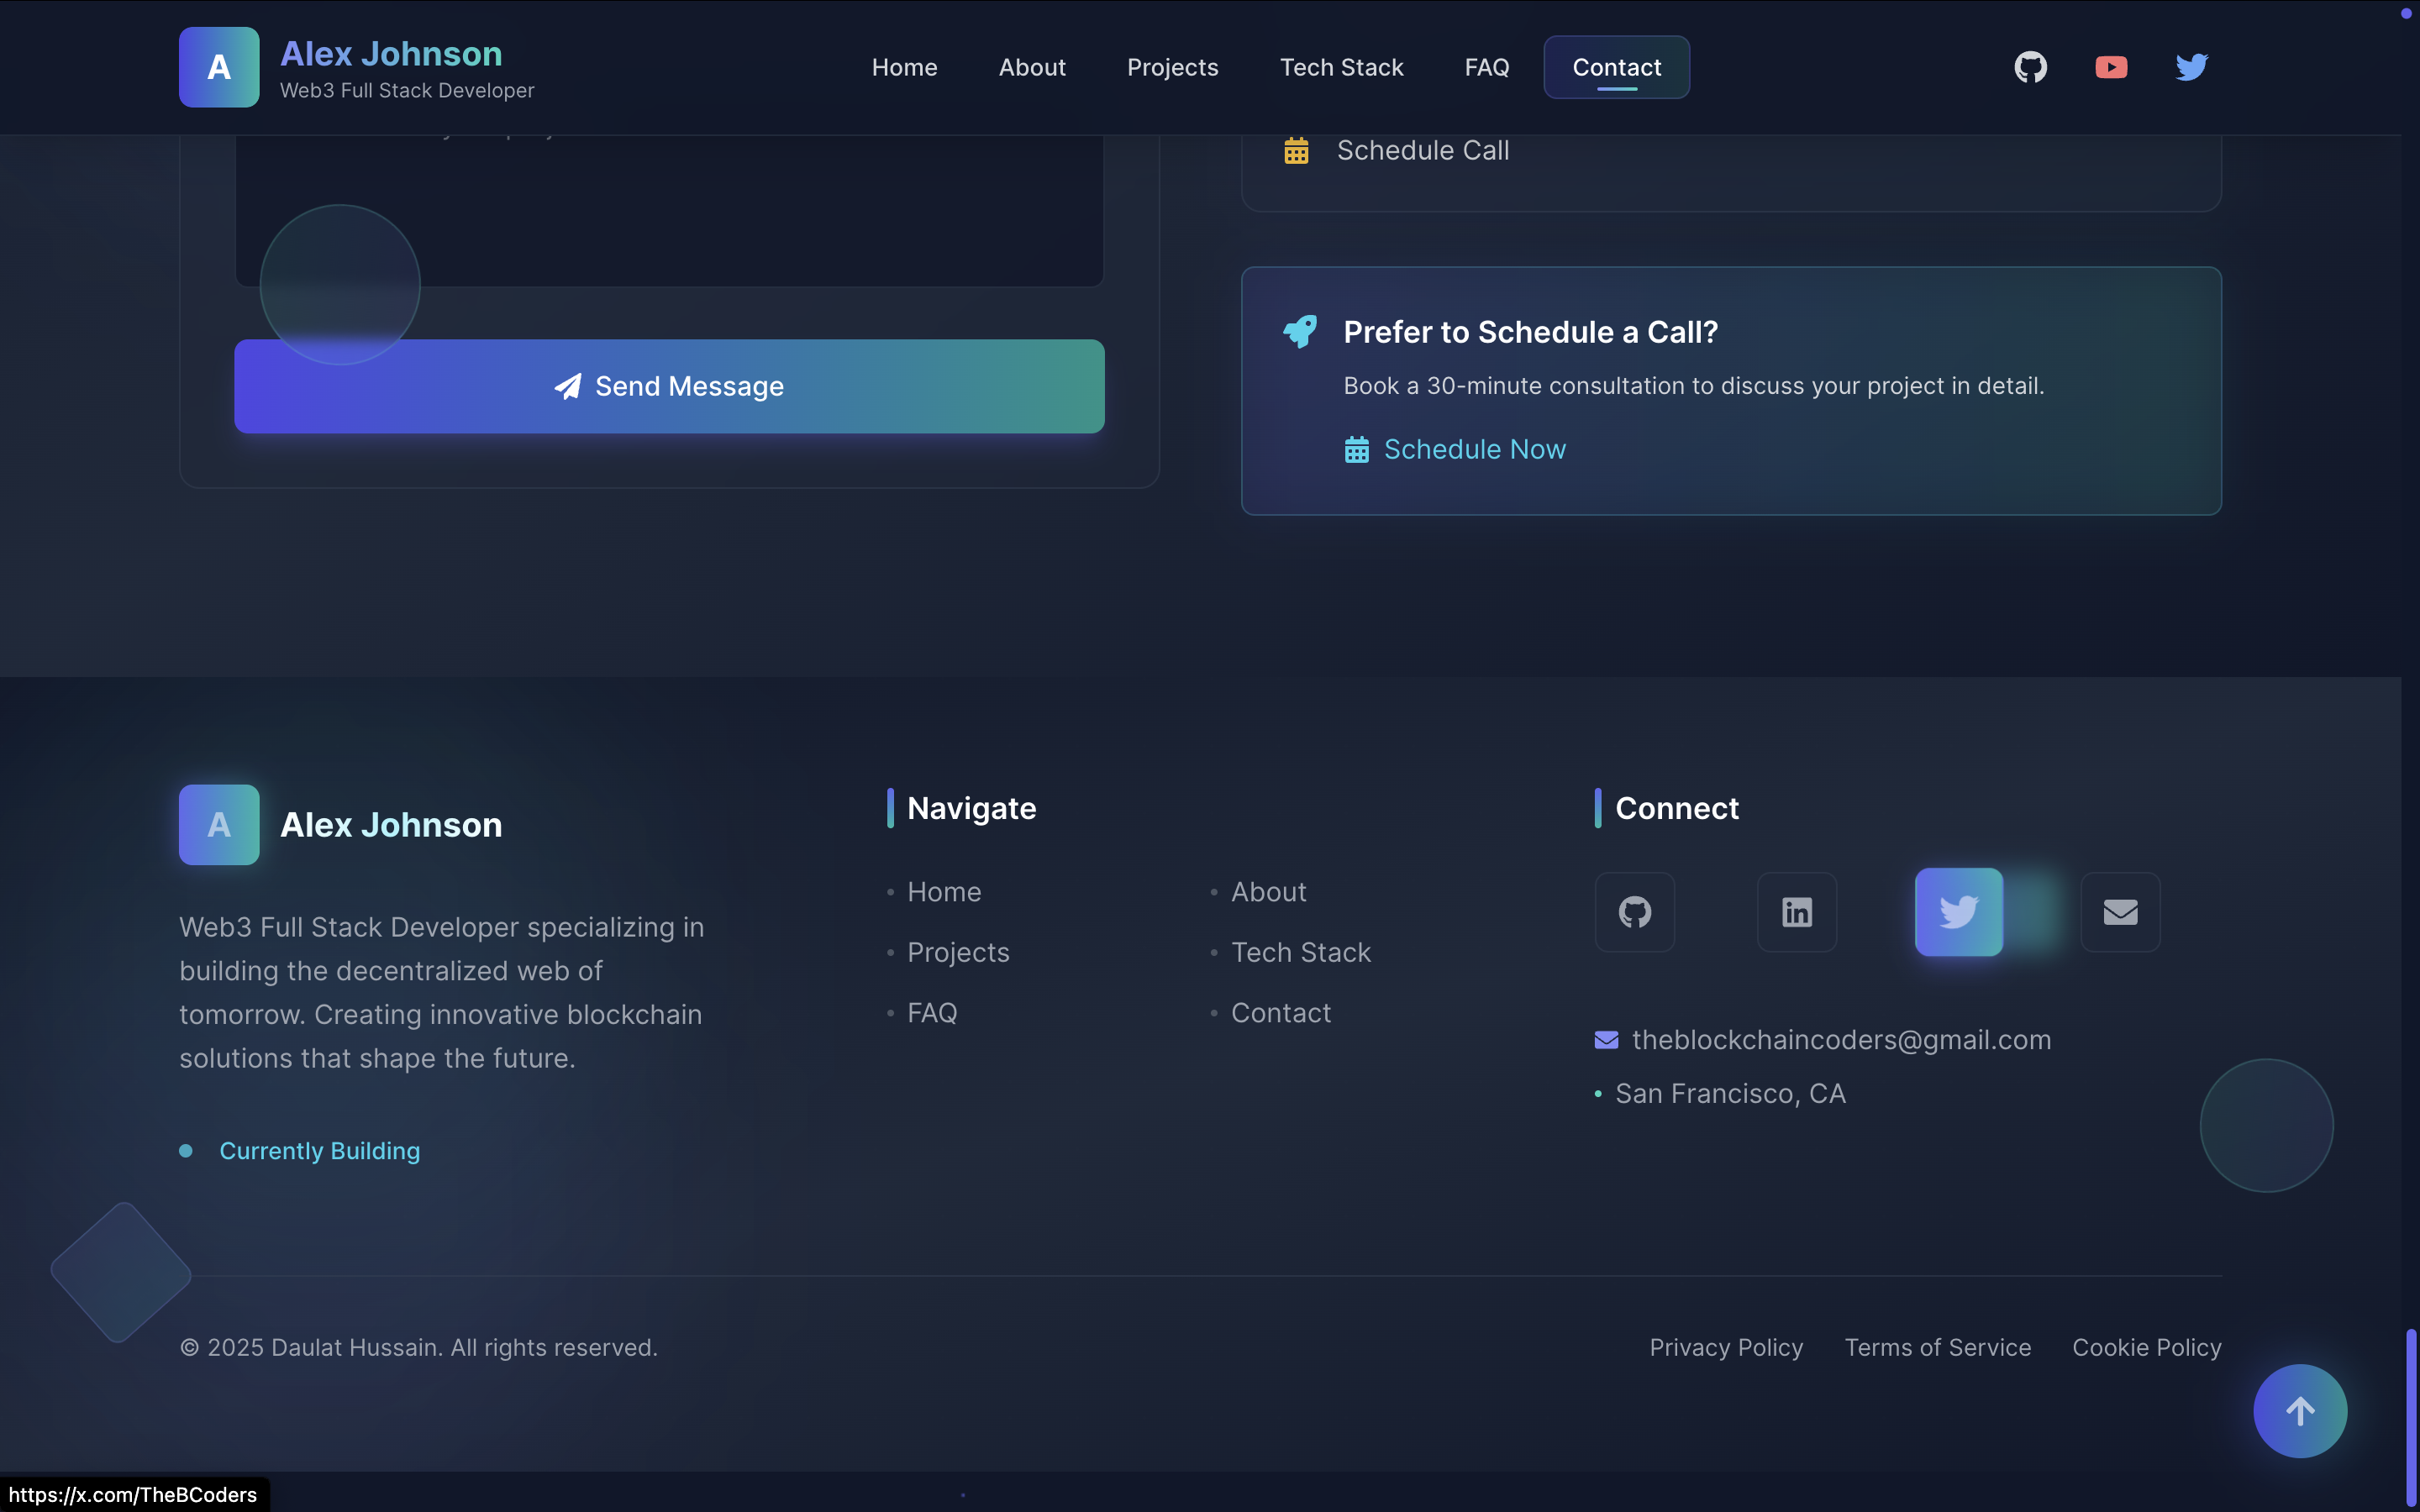 A
Alex Johnson
Web3 Full Stack Developer
Home
About
Projects
Tech Stack
FAQ
Contact
Schedule Call
Send Message
Prefer to Schedule a Call?
Book a 30-minute consultation to discuss your project in detail.
Schedule Now
A
Alex Johnson
Web3 Full Stack Developer specializing in
building the decentralized web of
tomorrow. Creating innovative blockchain
solutions that shape the future.
Currently Building
Navigate
Home
About
Projects
Tech Stack
FAQ
Contact
Connect
in
theblockchaincoders@gmail.com
San Francisco, CA
© 2025 Daulat Hussain. All rights reserved.
Privacy Policy
Terms of Service
Cookie Policy
https://x.com/TheBCoders